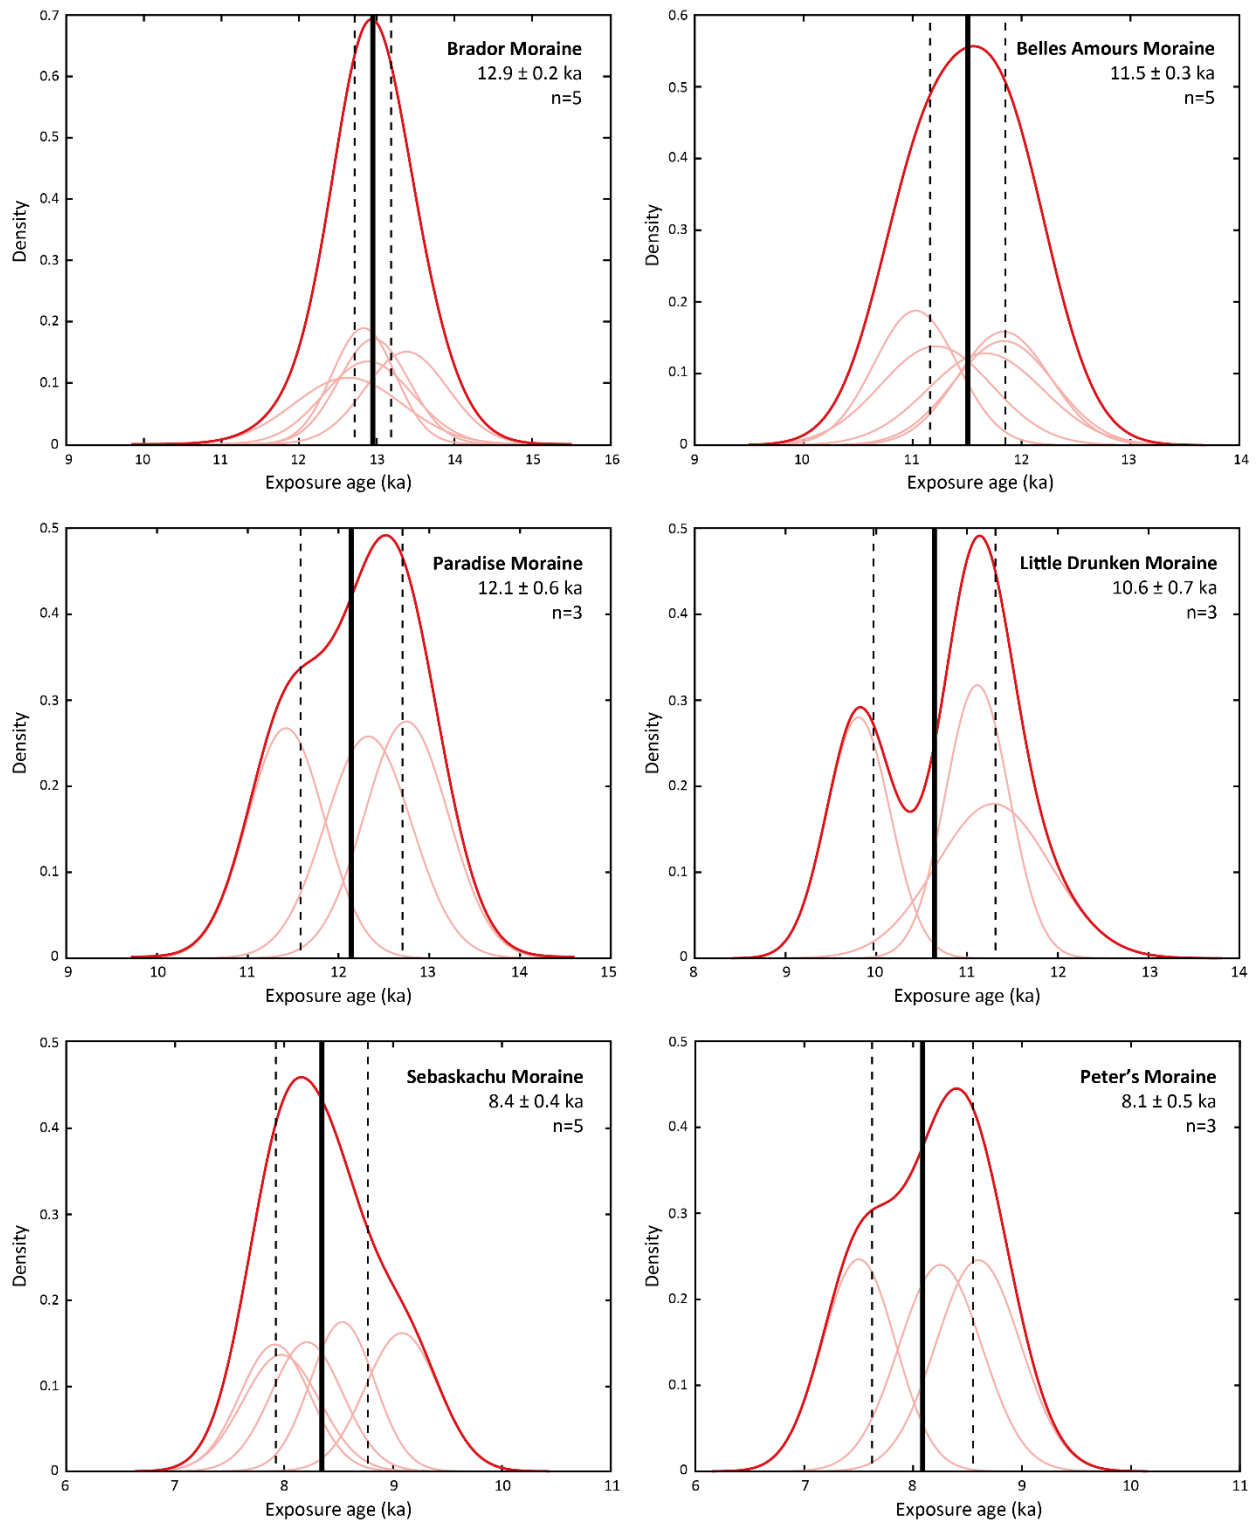 Brador Moraine
12.9 ± 0.2 ka
n=5
0.7
0.6
0.5
0.4
0.3
0.2
0.1
0
Density
9 10 11 12 13 14 15 16
Exposure age (ka)
Belles Amours Moraine
11.5 ± 0.3 ka
n=5
0.6
0.5
0.4
0.3
0.2
0.1
0
Density
9 10 11 12 13 14
Exposure age (ka)
Paradise Moraine
12.1 ± 0.6 ka
n=3
0.5
0.4
0.3
0.2
0.1
0
Density
9 10 11 12 13 14 15
Exposure age (ka)
Little Drunken Moraine
10.6 ± 0.7 ka
n=3
0.5
0.4
0.3
0.2
0.1
0
Density
8 9 10 11 12 13 14
Exposure age (ka)
Sebaskachu Moraine
8.4 ± 0.4 ka
n=5
0.5
0.4
0.3
0.2
0.1
0
Density
6 7 8 9 10 11
Exposure age (ka)
Peter's Moraine
8.1 ± 0.5 ka
n=3
0.5
0.4
0.3
0.2
0.1
0
Density
6 7 8 9 10 11
Exposure age (ka)